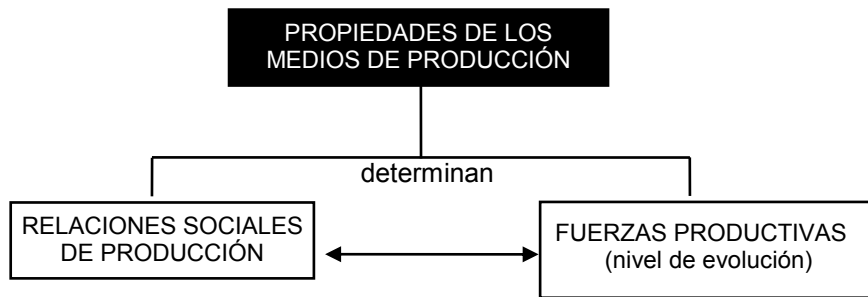 PROPIEDADES DE LOS
MEDIOS DE PRODUCCIÓN
determinan
RELACIONES SOCIALES
DE PRODUCCIÓN
FUERZAS PRODUCTIVAS
(nivel de evolución)